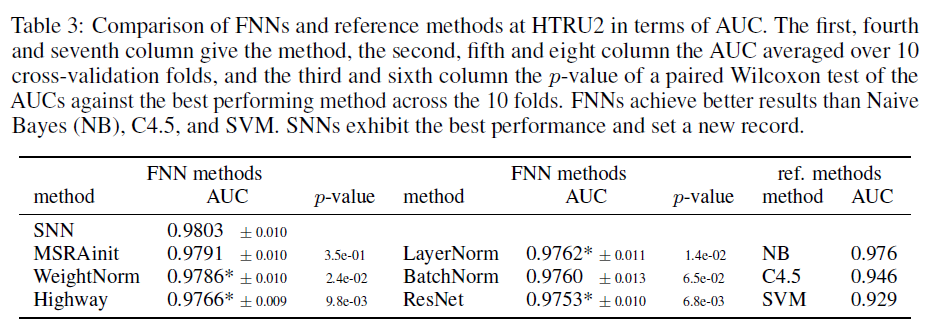 Table 3: Comparison of FNNs and reference methods at HTRU2 in terms of AUC. The first, fourth
and seventh column give the method, the second, fifth and eight column the AUC averaged over 10
cross-validation folds, and the third and sixth column the p-value of a paired Wilcoxon test of the
AUCs against the best performing method across the 10 folds. FNNs achieve better results than Naive
Bayes (NB), C4.5, and SVM. SNNs exhibit the best performance and set a new record.
FNN methods FNN methods ref. methods
method AUC p-value method AUC p-value method AUC
SNN 0.9803 ± 0.010
MSRAinit 0.9791 ± 0.010 3.5e-01 LayerNorm 0.9762* ± 0.011 1.4e-02 NB 0.976
WeightNorm 0.9786* ± 0.010 2.4e-02 BatchNorm 0.9760 ± 0.013 6.5e-02 C4.5 0.946
Highway 0.9766* ± 0.009 9.8e-03 ResNet 0.9753* ± 0.010 6.8e-03 SVM 0.929